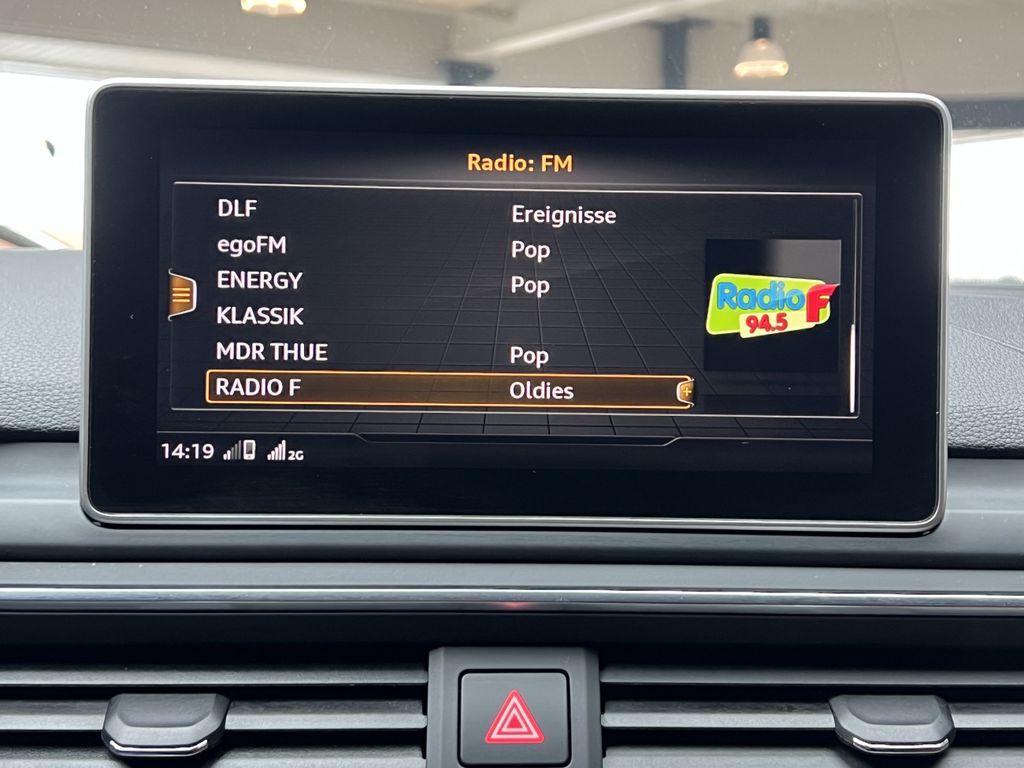 Radio: FM
DLF Ereignisse
egoFM Pop
ENERGY Pop
KLASSIK
MDR THUE Pop
RADIO F Oldies
Radio F
94.5
14:19 2G